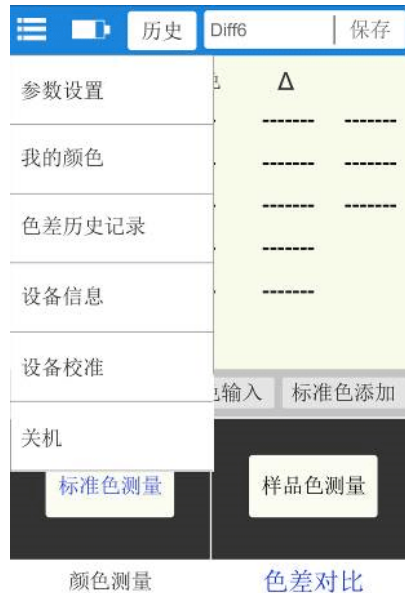 历史 Diff6 保存
参数设置
Δ
------- -------
我的颜色
------- -------
色差历史记录
------- -------
-------
设备信息
-------
设备校准
输入 标准色添加
关机
标准色测量 样品色测量
颜色测量 色差对比